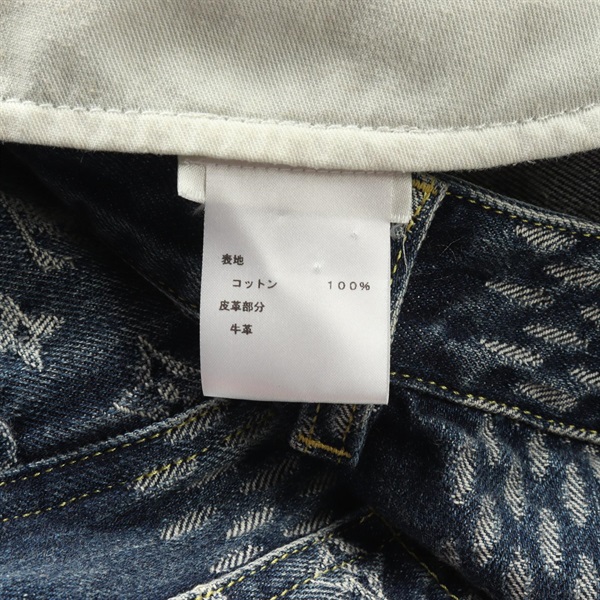 表地
コットン 100%
皮革部分
牛革